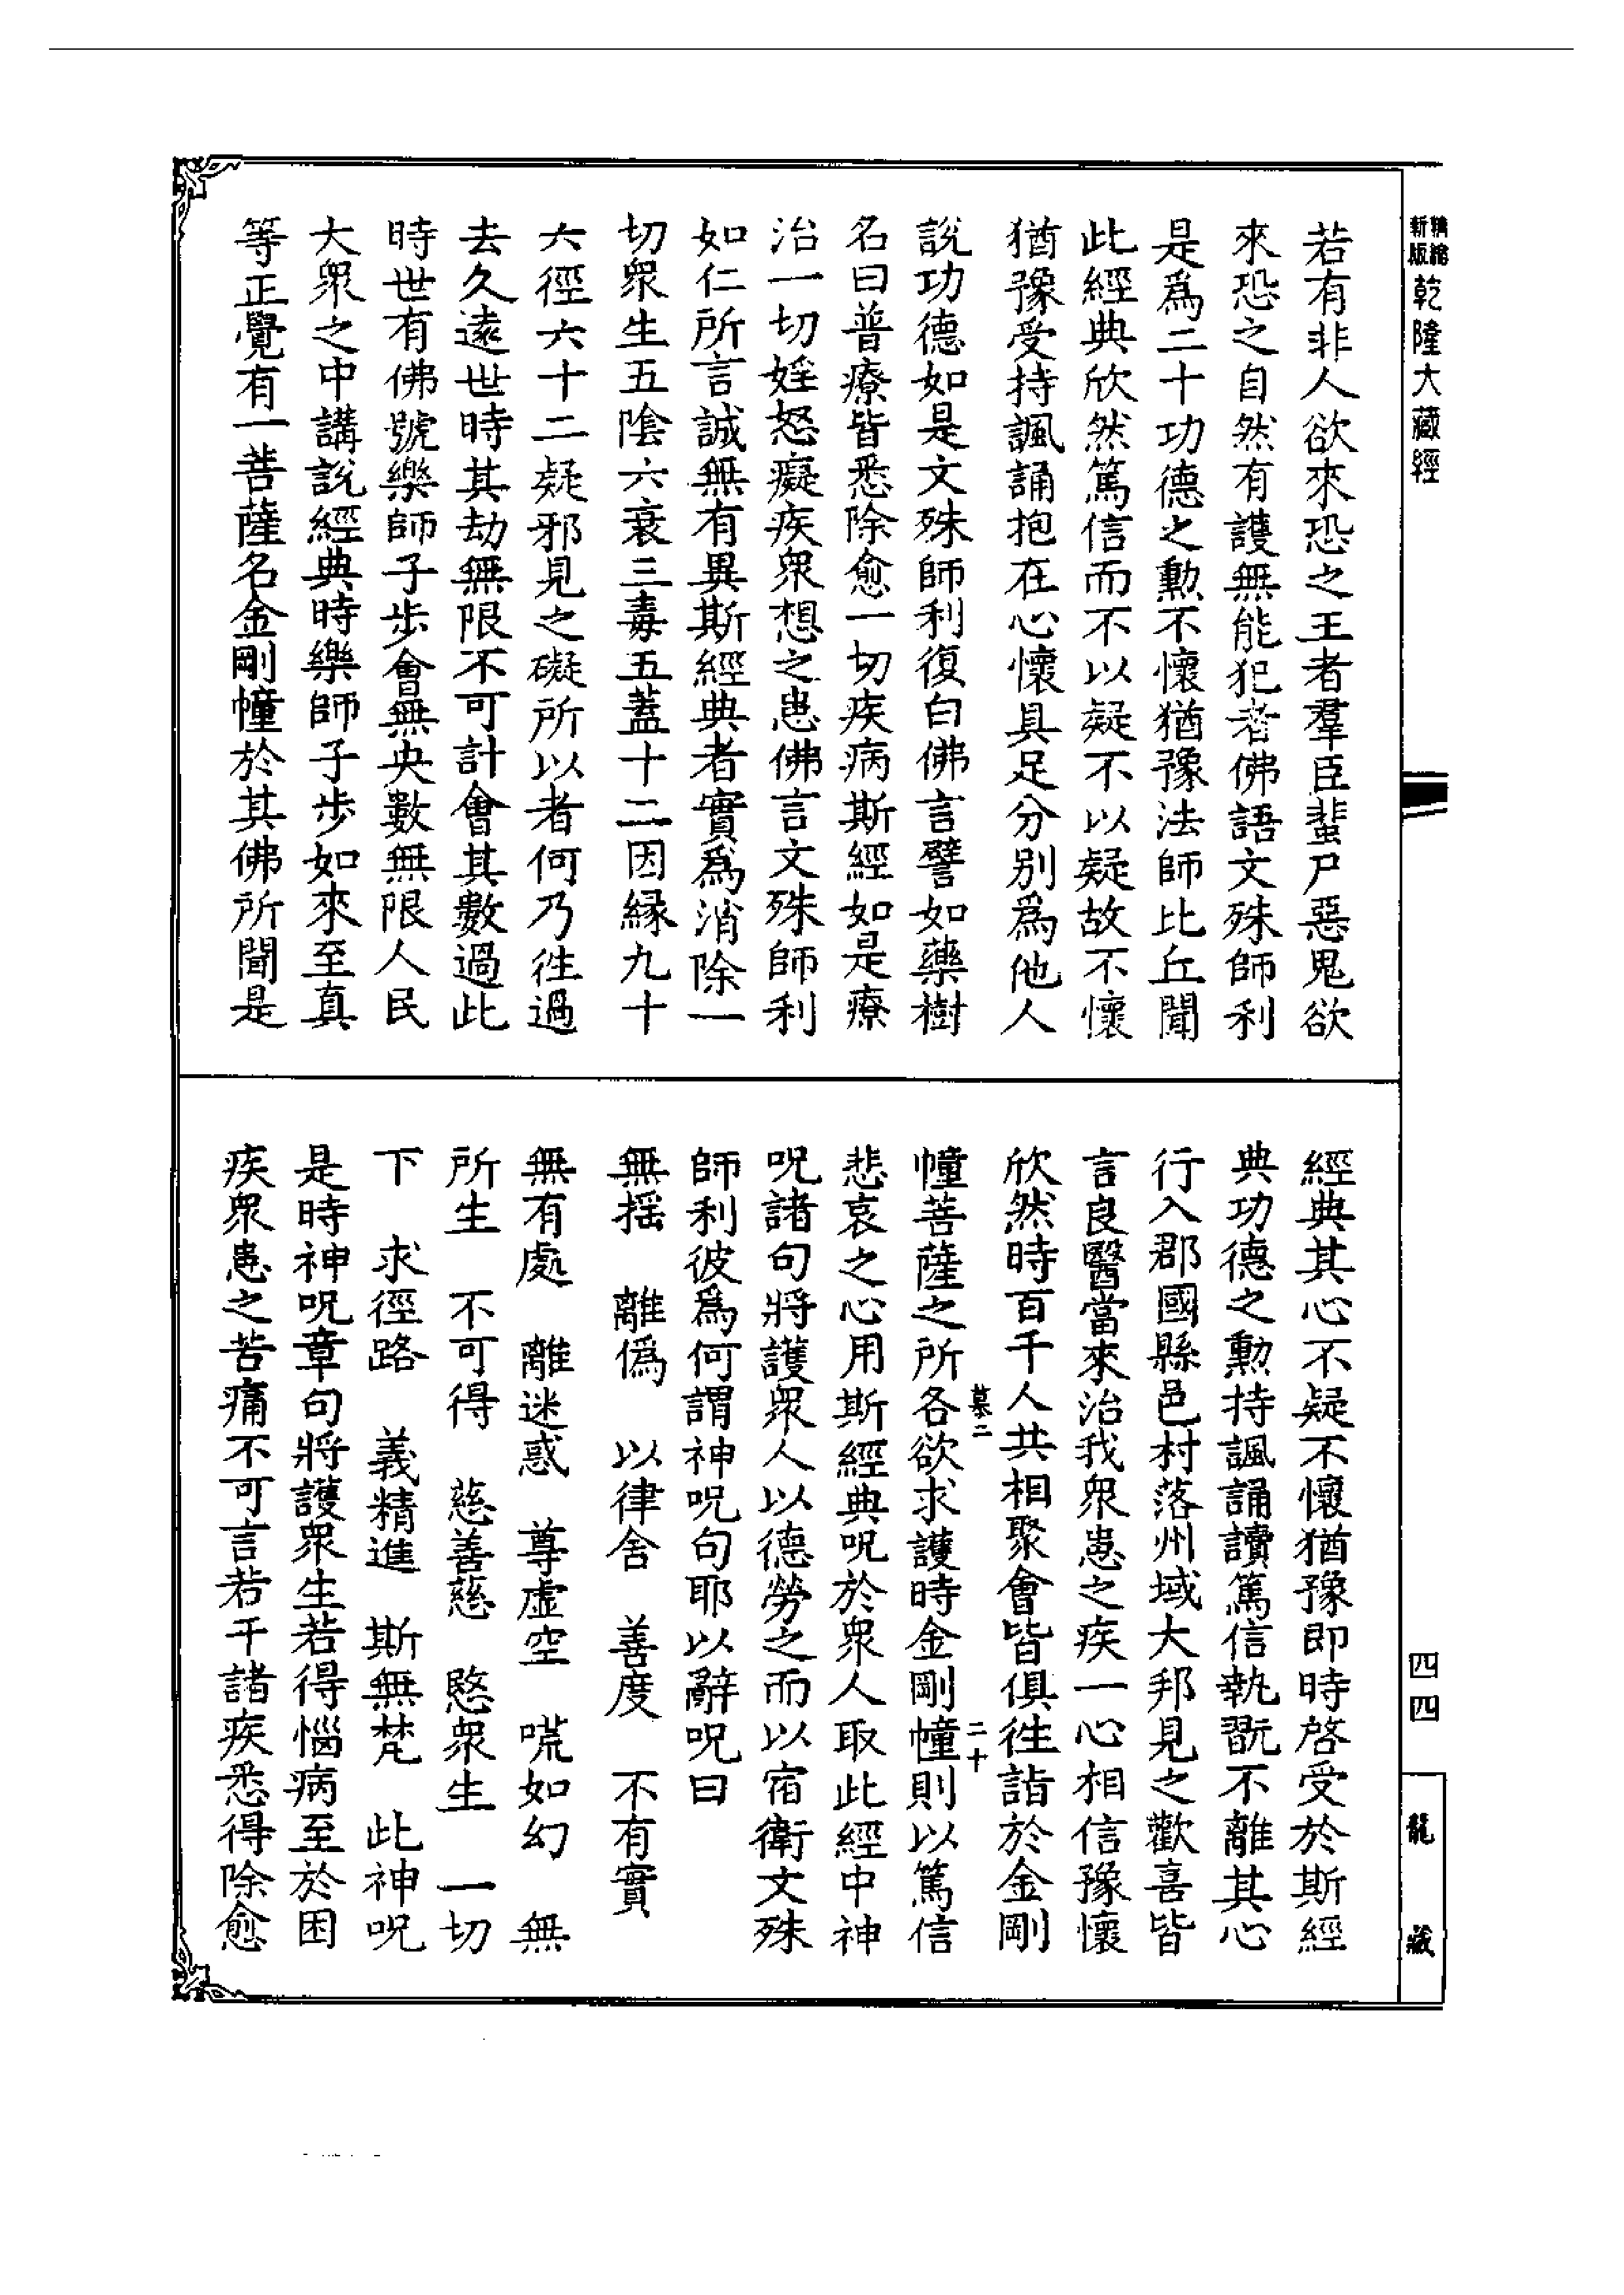 新版
精縮
乾隆大藏經
若有非人欲來恐之王者羣臣蜚尸惡鬼欲
來恐之自然有護無能犯者佛語文殊師利
是爲二十功德之勲不懷猶豫法師比丘聞
此經典欣然篤信而不以疑不以疑故不懷
猶豫受持諷誦抱在心懷具足分别爲他人
說功德如是文殊師利復白佛言譬如藥樹
名曰普療皆悉除愈一切疾病斯經如是療
治一切婬怒癡疾衆想之患佛言文殊師利
如仁所言誠無有異斯經典者實爲消除一
切衆生五陰六衰三毒五蓋十二因緣九十
六徑六十二疑邪見之礙所以者何乃徃過
去久遠世時其劫無限不可計會其數過此
時世有佛號樂師子步會無央數無限人民
大衆之中講說經典時樂師子步如來至真
等正覺有一菩薩名金剛幢於其佛所聞是
經典其心不疑不懷猶豫即時啓受於斯經
典功德之勲持諷誦讀篤信執翫不離其心
行入郡國縣邑村落州域大邦見之歡喜皆
言良醫當來治我衆患之疾一心相信豫懷
欣然時百千人共相聚會皆俱徃詣於金剛
墓二
二十
幢菩薩之所各欲求護時金剛幢則以篤信
悲哀之心用斯經典呪於衆人取此經中神
呪諸句將護衆人以德勞之而以宿衛文殊
師利彼爲何謂神呪句耶以辭呪曰
無搖　離僞　以律舍　善度　不有實
無有處　離迷惑　尊虛空　㗀如幻　無
所生　不可得　慈善慈　愍衆生　一切
下　求徑路　義精進　斯無梵　此神呪
是時神呪章句將護衆生若得惱病至於困
疾衆患之苦痛不可言若干諸疾悉得除愈
四四
龍藏